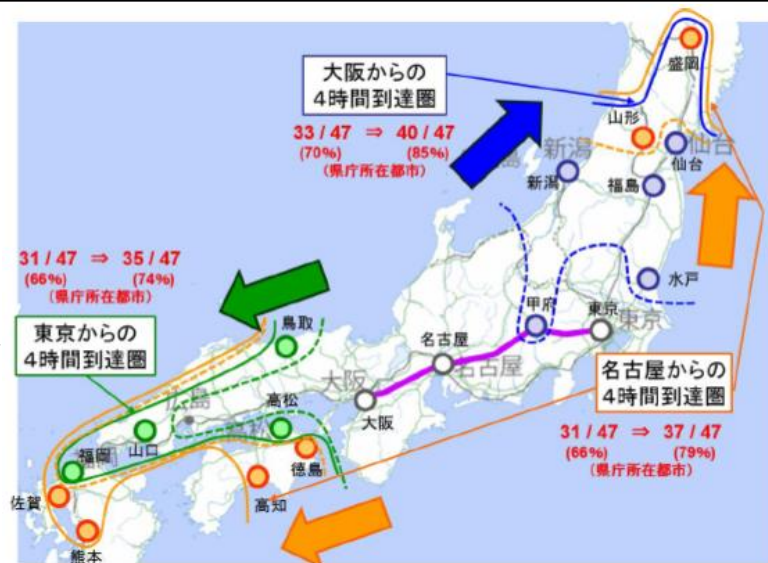 盛岡
大阪からの
4時間到達圏
山形
33 / 47 ⇒ 40 / 47
(70%) (85%)
(県庁所在都市)
新潟
仙台
仙台
新潟
福島
31 / 47 ⇒ 35 / 47
(66%) (74%)
(県庁所在都市)
水戸
甲府
東京
東京
東京からの
4時間到達圏
鳥取
名古屋
名古屋
名古屋からの
4時間到達圏
大阪
大阪
広島
高松
31 / 47 ⇒ 37 / 47
(66%) (79%)
(県庁所在都市)
山口
福岡
徳島
佐賀
高知
熊本